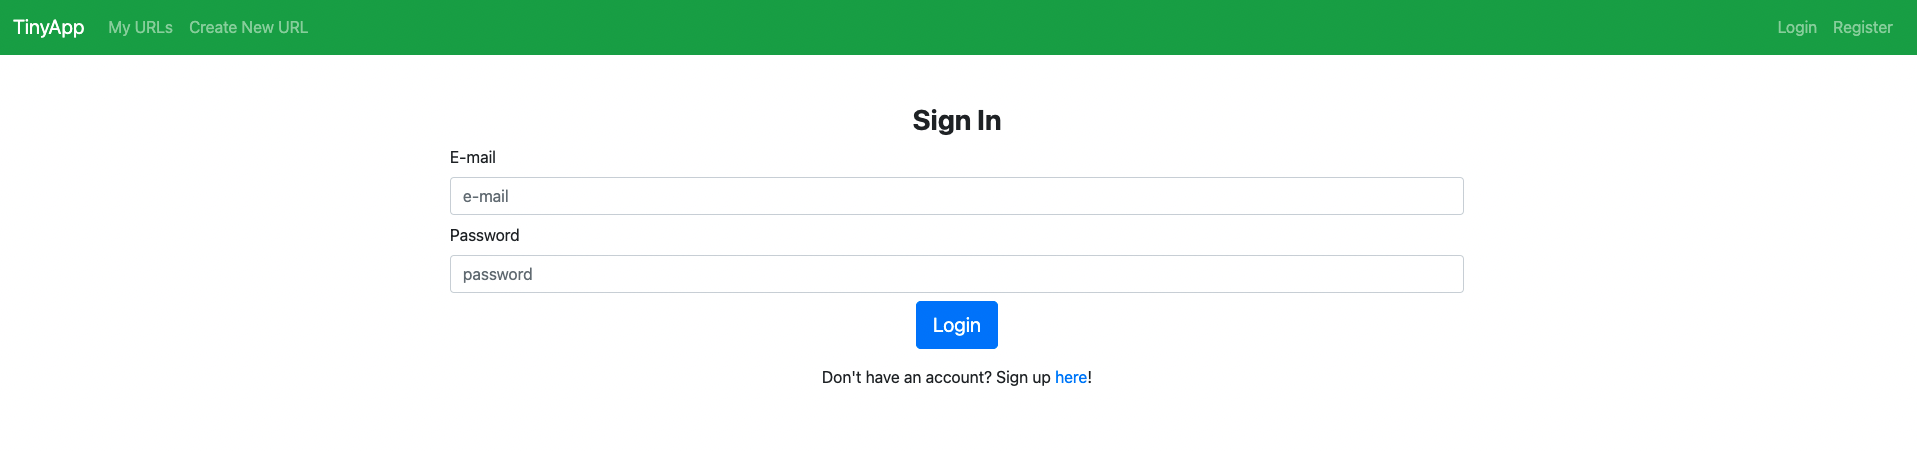 TinyApp My URLs Create New URL Login Register
Sign In
E-mail
e-mail
Password
password
Login
Don't have an account? Sign up here!